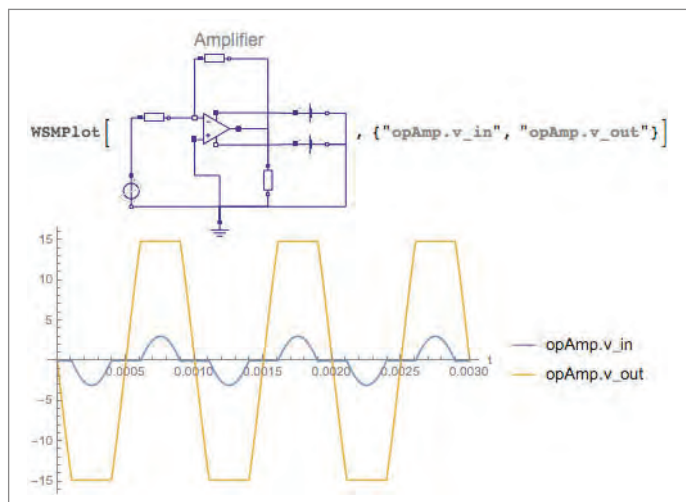 Amplifier
WSMPlot[ , {"opAmp.v_in", "opAmp.v_out"}]
15
10
5
t
0.0005 0.0010 0.0015 0.0020 0.0025 0.0030
-5
-10
-15
opAmp.v_in
opAmp.v_out